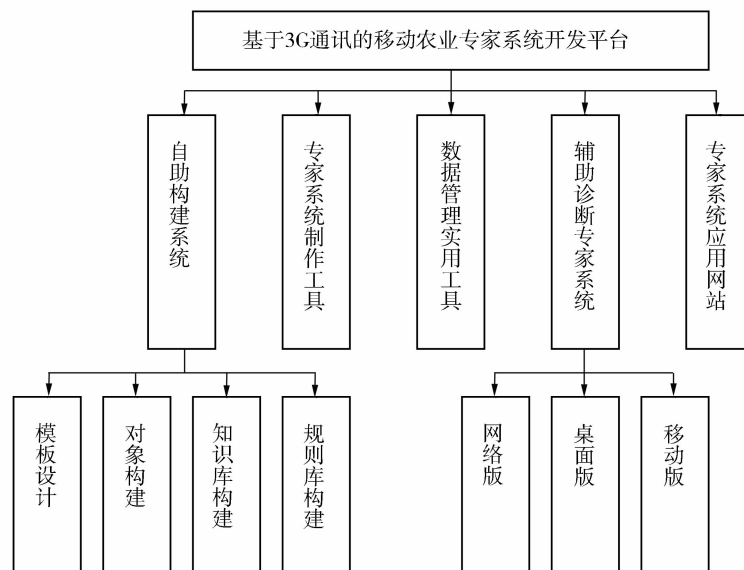 基于3G通讯的移动农业专家系统开发平台
自助构建系统
专家系统制作工具
数据管理实用工具
辅助诊断专家系统
专家系统应用网站
模板设计
对象构建
知识库构建
规则库构建
网络版
桌面版
移动版